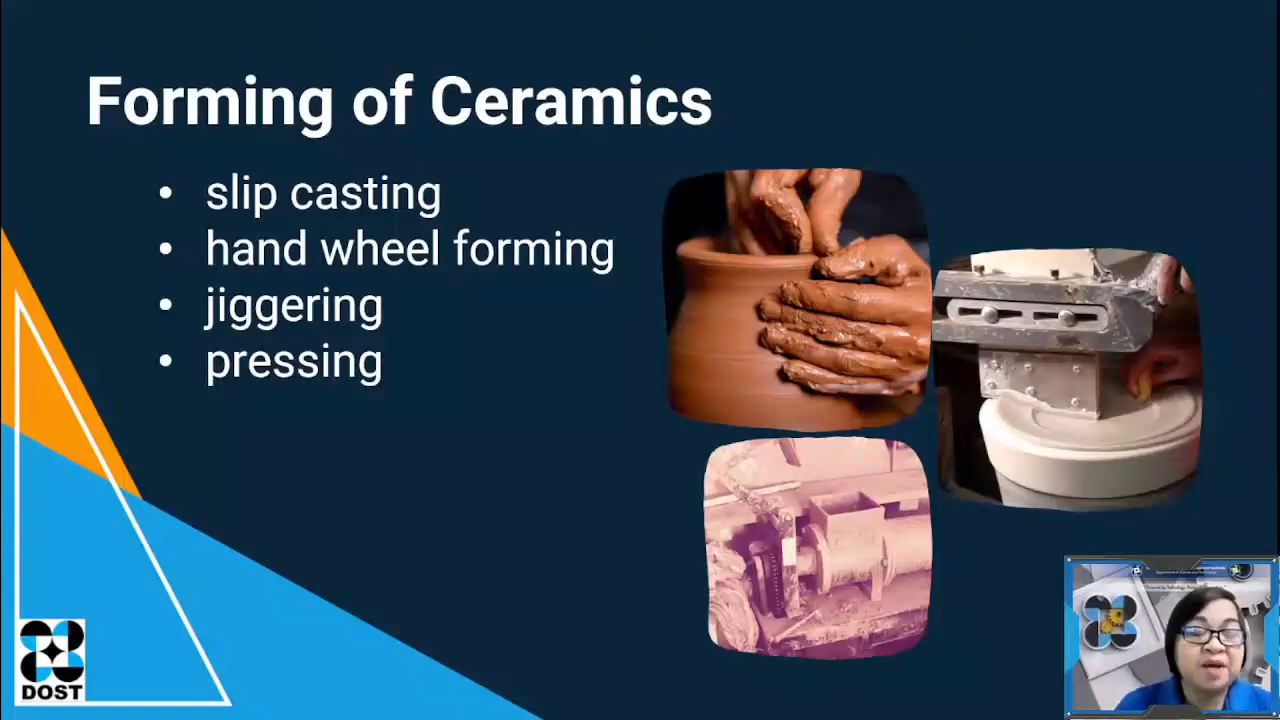 Forming of Ceramics
• slip casting
• hand wheel forming
• jiggering
• pressing
DOST